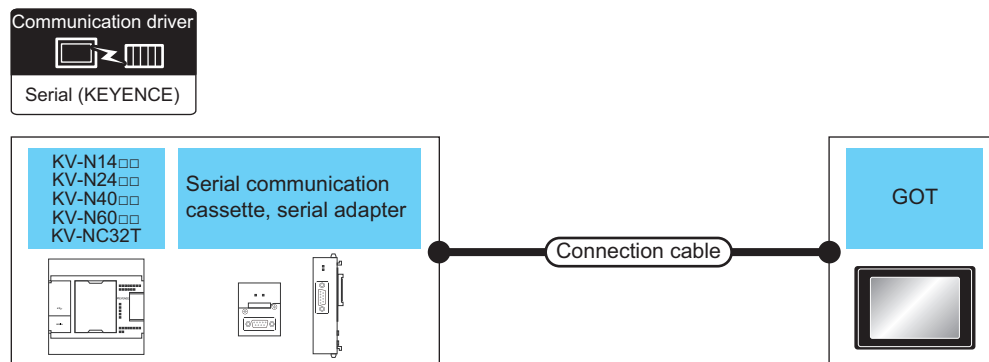 Communication driver
Serial (KEYENCE)
KV-N14□□
KV-N24□□
KV-N40□□
KV-N60□□
KV-NC32T
Serial communication
cassette, serial adapter
Connection cable
GOT